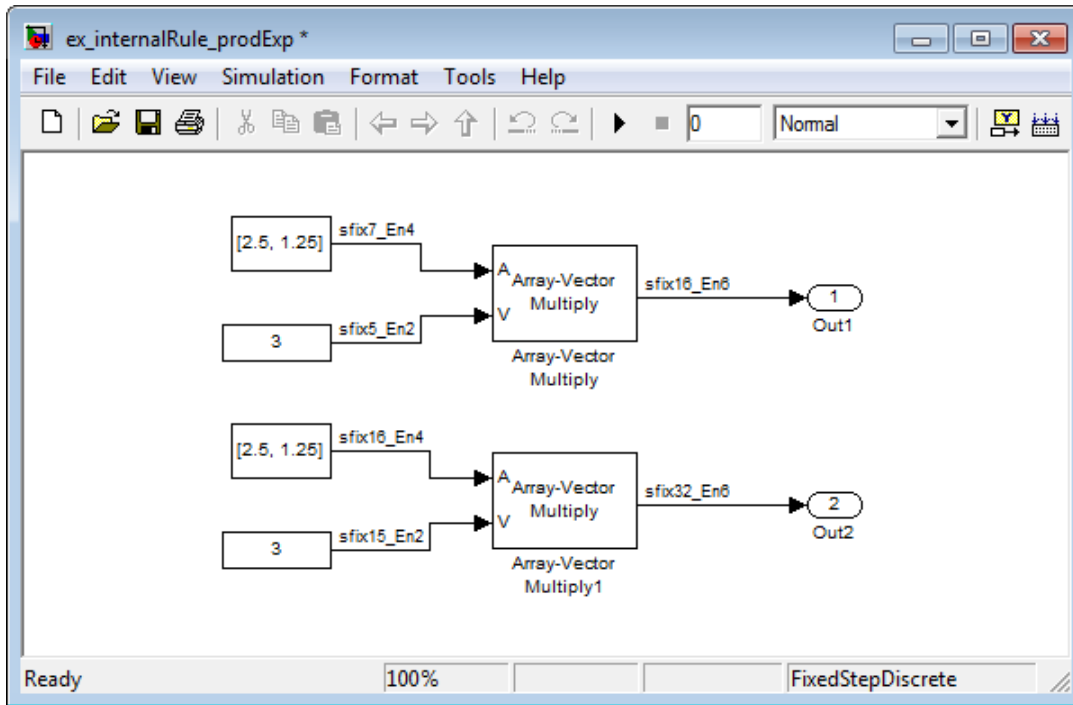 ex_internalRule_prodExp *
File Edit View Simulation Format Tools Help
0 Normal
[2.5, 1.25]
sfix7_En4
3
sfix5_En2
A
V
Array-Vector
Multiply
Array-Vector
Multiply
sfix16_En6
1
Out1
[2.5, 1.25]
sfix16_En4
3
sfix15_En2
A
V
Array-Vector
Multiply
Array-Vector
Multiply1
sfix32_En6
2
Out2
Ready 100% FixedStepDiscrete